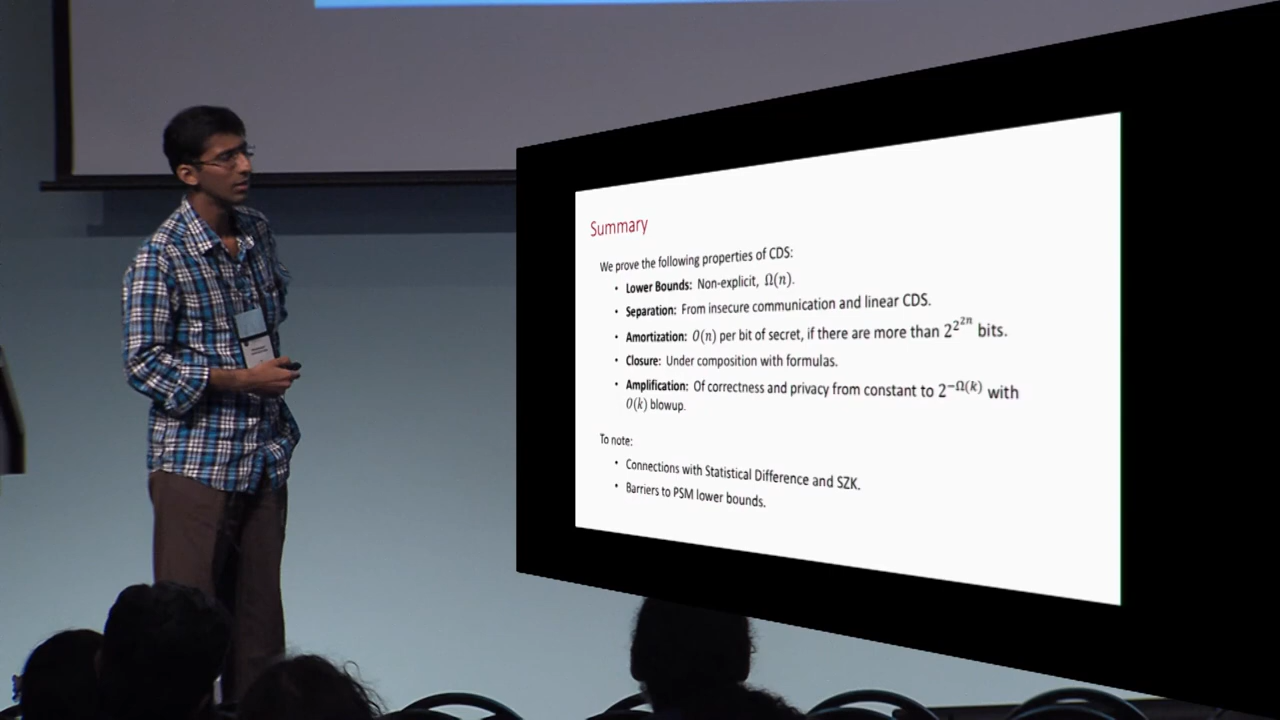 Summary
We prove the following properties of CDS:
• Lower Bounds: Non-explicit, Ω(n).
• Separation: From insecure communication and linear CDS.
• Amortization: O(n) per bit of secret, if there are more than 2^{2^{2n}} bits.
• Closure: Under composition with formulas.
• Amplification: Of correctness and privacy from constant to 2^{−Ω(k)} with
O(k) blowup.
To note:
• Connections with Statistical Difference and SZK.
• Barriers to PSM lower bounds.